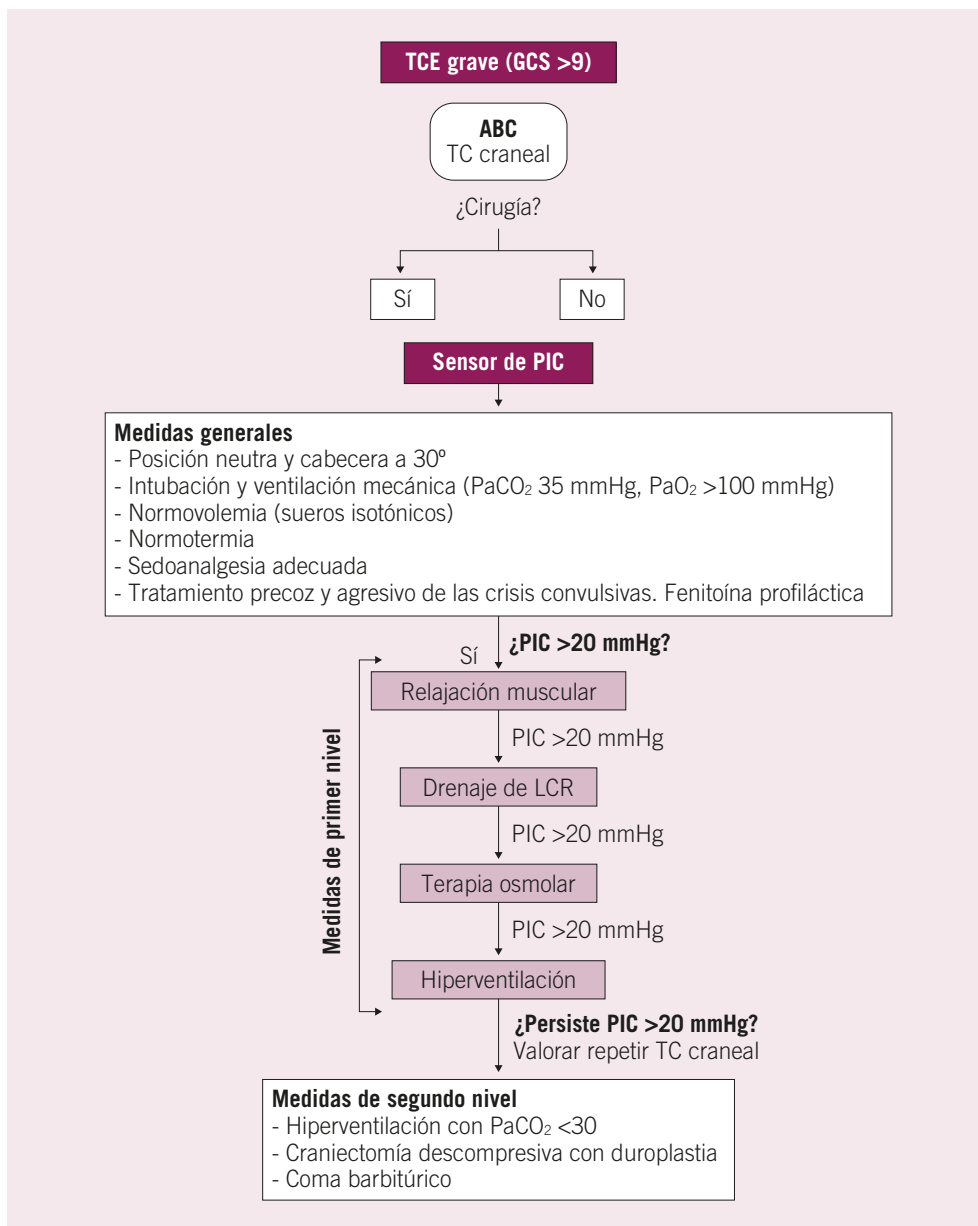 TCE grave (GCS >9)
ABC
TC craneal
¿Cirugía?
Sí
No
Sensor de PIC
Medidas generales
- Posición neutra y cabecera a 30º
- Intubación y ventilación mecánica (PaCO₂ 35 mmHg, PaO₂ >100 mmHg)
- Normovolemia (sueros isotónicos)
- Normotermia
- Sedoanalgesia adecuada
- Tratamiento precoz y agresivo de las crisis convulsivas. Fenitoína profiláctica
¿PIC >20 mmHg?
Sí
Medidas de primer nivel
Relajación muscular
PIC >20 mmHg
Drenaje de LCR
PIC >20 mmHg
Terapia osmolar
PIC >20 mmHg
Hiperventilación
¿Persiste PIC >20 mmHg?
Valorar repetir TC craneal
Medidas de segundo nivel
- Hiperventilación con PaCO₂ <30
- Craniectomía descompresiva con duroplastia
- Coma barbitúrico